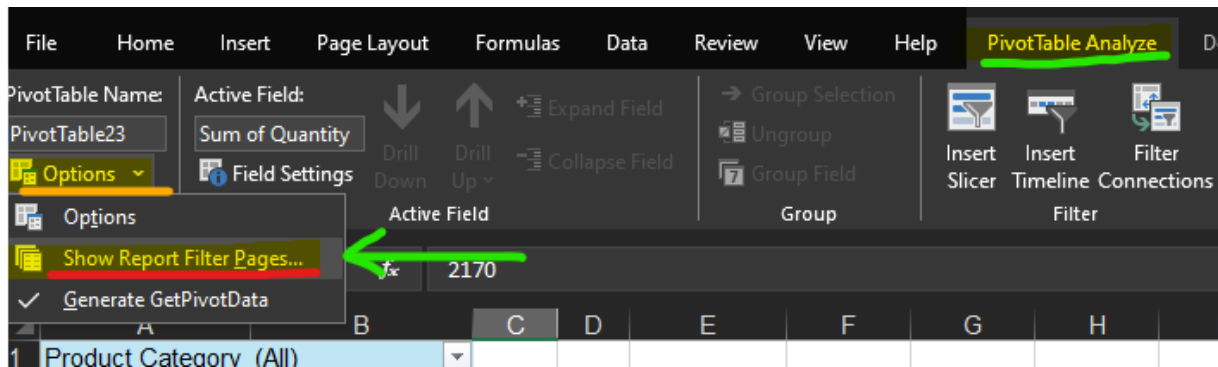 File Home Insert Page Layout Formulas Data Review View Help PivotTable Analyze
PivotTable Name: Active Field:
PivotTable23 Sum of Quantity
Options Field Settings
Drill Down Drill Up
Expand Field
Collapse Field
Active Field
Group Selection
Ungroup
7 Group Field
Group
Insert Slicer Insert Timeline Filter Connections
Filter
Options
Show Report Filter Pages...
Generate GetPivotData
fx 2170
A B C D E F G H
1 Product Category (All)